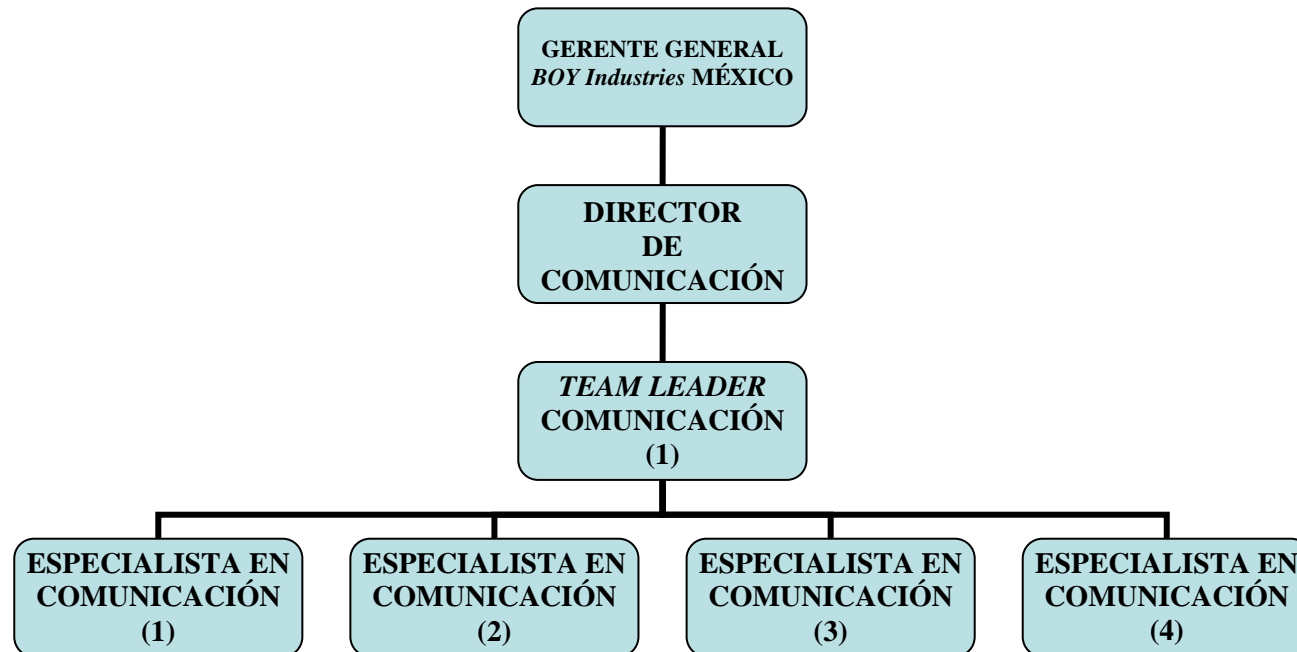 GERENTE GENERAL
BOY Industries MÉXICO
DIRECTOR
DE
COMUNICACIÓN
TEAM LEADER
COMUNICACIÓN
(1)
ESPECIALISTA EN
COMUNICACIÓN
(1)
ESPECIALISTA EN
COMUNICACIÓN
(2)
ESPECIALISTA EN
COMUNICACIÓN
(3)
ESPECIALISTA EN
COMUNICACIÓN
(4)